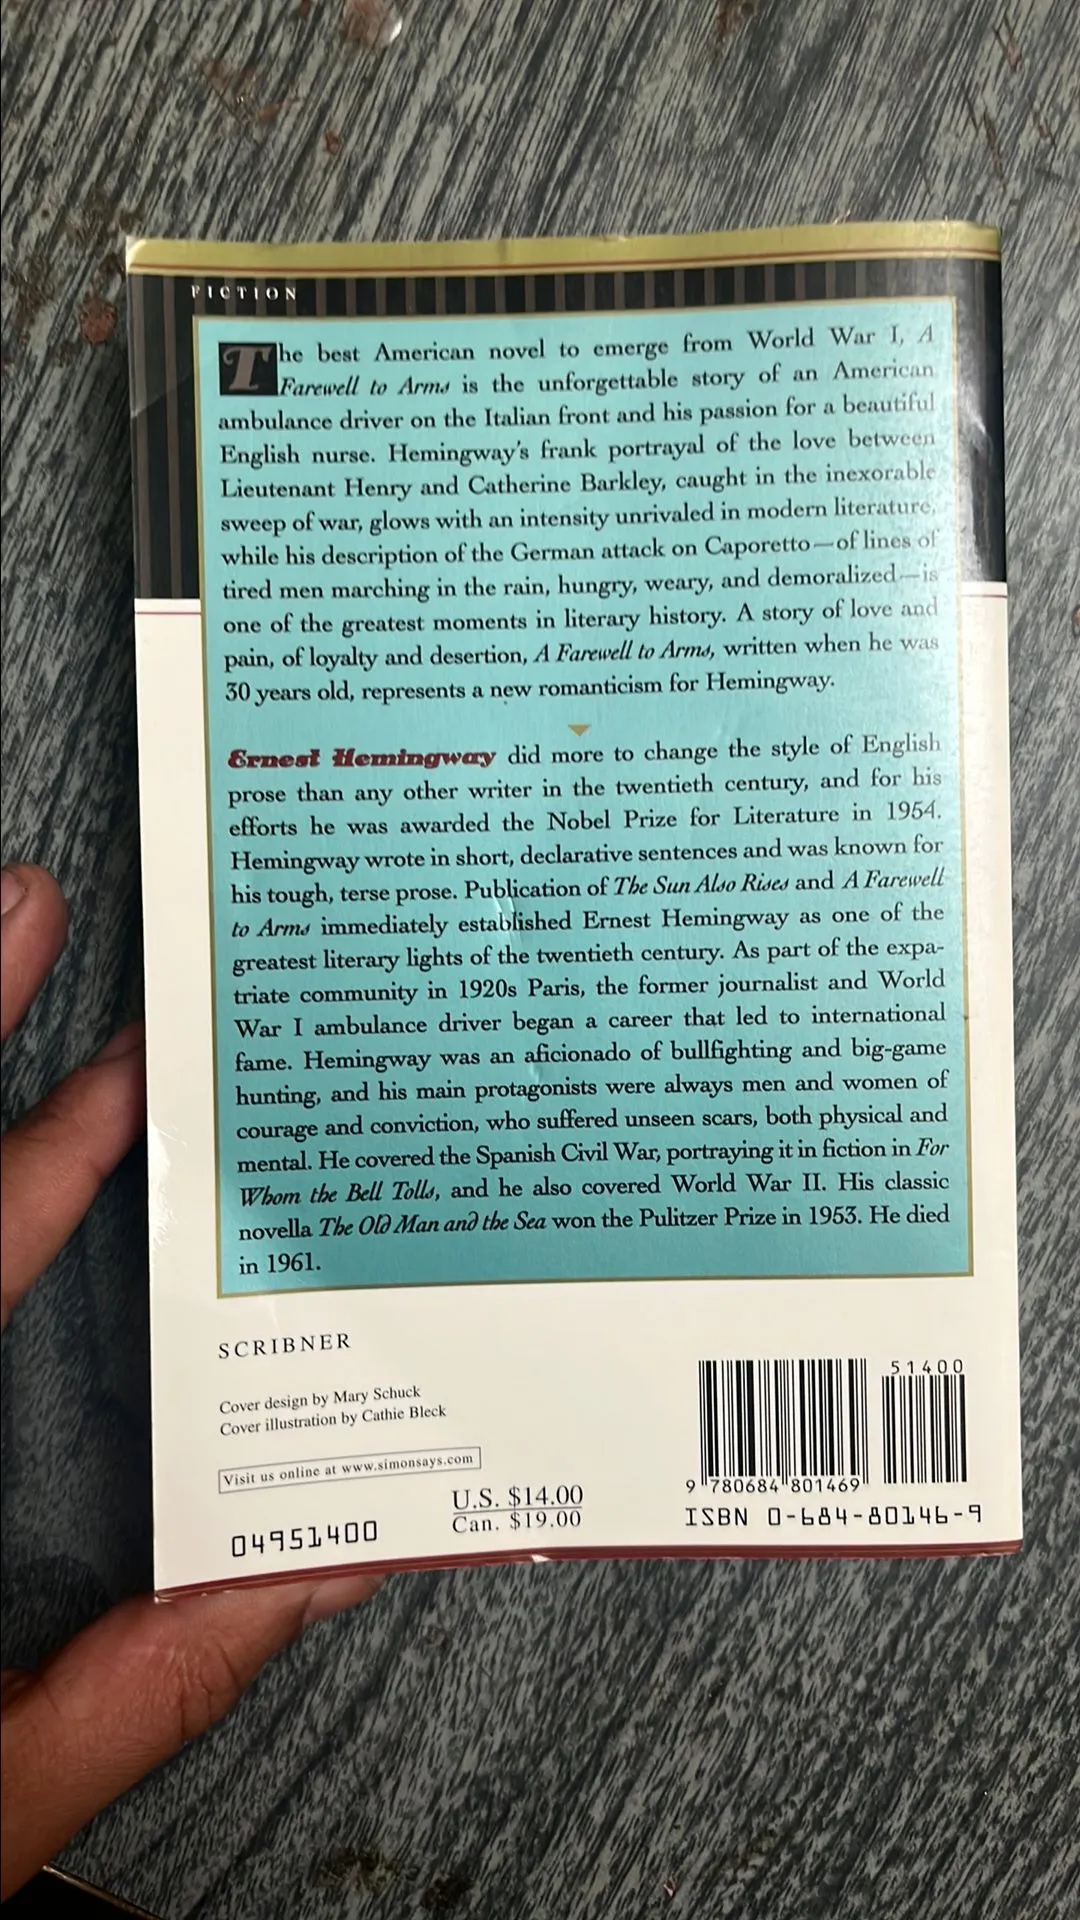 FICTION
The best American novel to emerge from World War I, A
Farewell to Arms is the unforgettable story of an American
ambulance driver on the Italian front and his passion for a beautiful
English nurse. Hemingway's frank portrayal of the love between
Lieutenant Henry and Catherine Barkley, caught in the inexorable
sweep of war, glows with an intensity unrivaled in modern literature,
while his description of the German attack on Caporetto—of lines of
tired men marching in the rain, hungry, weary, and demoralized—is
one of the greatest moments in literary history. A story of love and
pain, of loyalty and desertion, A Farewell to Arms, written when he was
30 years old, represents a new romanticism for Hemingway.
Ernest Hemingway did more to change the style of English
prose than any other writer in the twentieth century, and for his
efforts he was awarded the Nobel Prize for Literature in 1954.
Hemingway wrote in short, declarative sentences and was known for
his tough, terse prose. Publication of The Sun Also Rises and A Farewell
to Arms immediately established Ernest Hemingway as one of the
greatest literary lights of the twentieth century. As part of the expa-
triate community in 1920s Paris, the former journalist and World
War I ambulance driver began a career that led to international
fame. Hemingway was an aficionado of bullfighting and big-game
hunting, and his main protagonists were always men and women of
courage and conviction, who suffered unseen scars, both physical and
mental. He covered the Spanish Civil War, portraying it in fiction in For
Whom the Bell Tolls, and he also covered World War II. His classic
novella The Old Man and the Sea won the Pulitzer Prize in 1953. He died
in 1961.
SCRIBNER
Cover design by Mary Schuck
Cover illustration by Cathie Bleck
Visit us online at www.simonsays.com
04951400
U.S. $14.00
Can. $19.00
51400
9 780684 801469
ISBN 0-684-80146-9